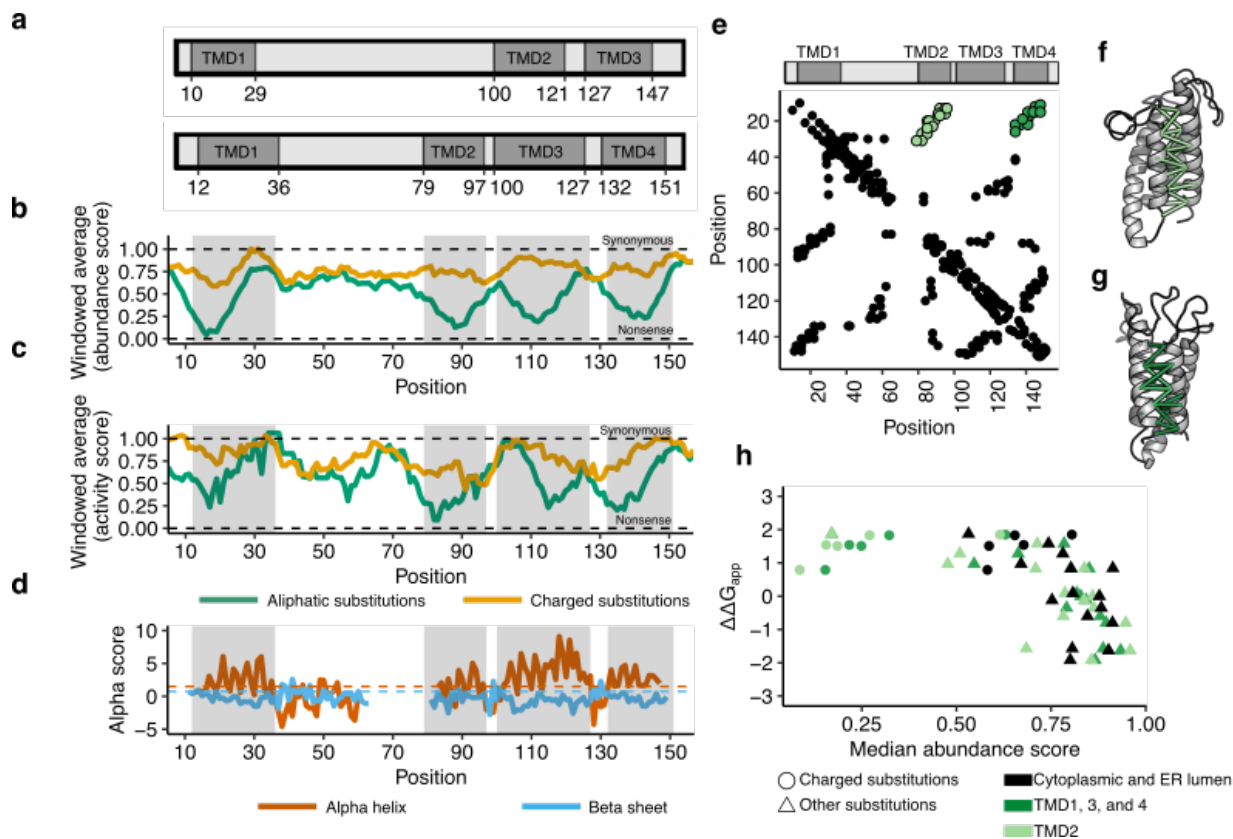 a
TMD1 TMD2 TMD3
10 29 100 121 127 147
TMD1 TMD2 TMD3 TMD4
12 36 79 97 100 127 132 151
b
Windowed average
(abundance score)
1.00
0.75
0.50
0.25
0.00
Synonymous
Nonsense
10 30 50 70 90 110 130 150
Position
c
Windowed average
(activity score)
1.00
0.75
0.50
0.25
0.00
Synonymous
Nonsense
10 30 50 70 90 110 130 150
Position
Aliphatic substitutions Charged substitutions
d
Alpha score
10
5
0
−5
10 30 50 70 90 110 130 150
Position
Alpha helix Beta sheet
e
TMD1 TMD2 TMD3 TMD4
Position
20
40
60
80
100
120
140
20 40 60 80 100 120 140
Position
f
g
h
ΔΔGapp
3
2
1
0
−1
−2
−3
0.25 0.50 0.75 1.00
Median abundance score
Charged substitutions
Other substitutions
Cytoplasmic and ER lumen
TMD1, 3, and 4
TMD2